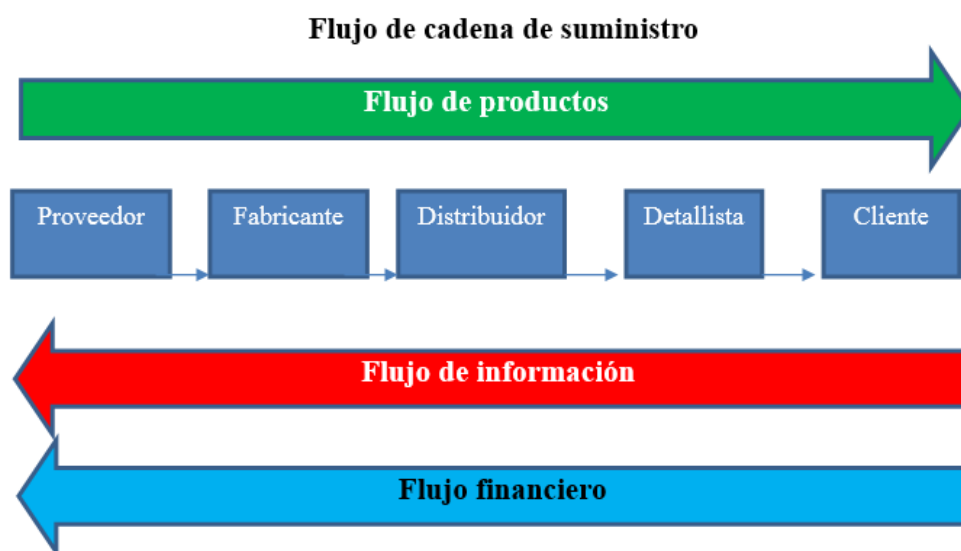 Flujo de cadena de suministro
Flujo de productos
Proveedor
Fabricante
Distribuidor
Detallista
Cliente
Flujo de información
Flujo financiero